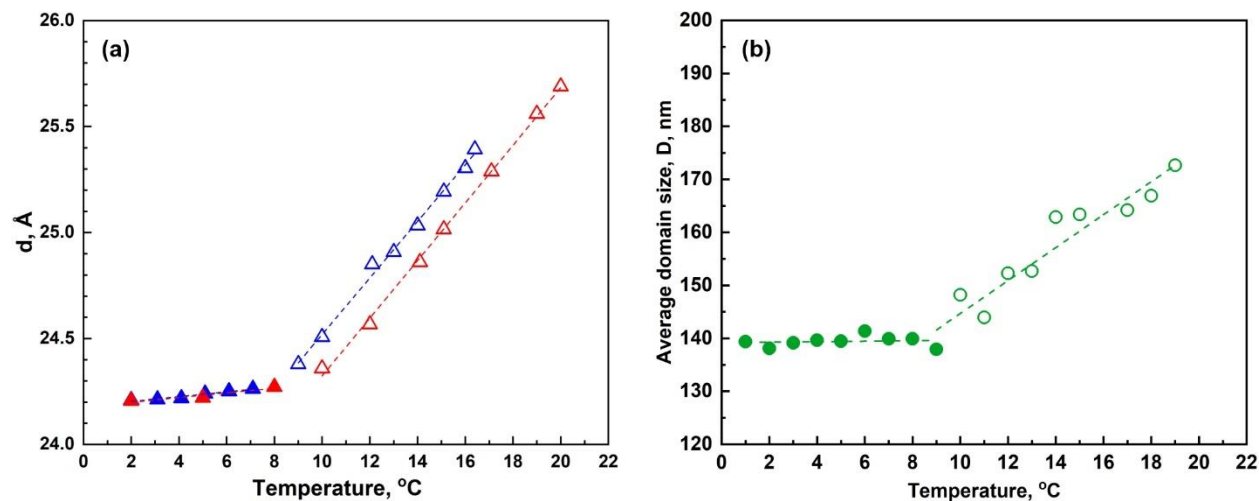 (a)
26.0
25.5
25.0
24.5
24.0
d, Å
0 2 4 6 8 10 12 14 16 18 20 22
Temperature, °C
(b)
200
190
180
170
160
150
140
130
120
Average domain size, D, nm
0 2 4 6 8 10 12 14 16 18 20 22
Temperature, °C